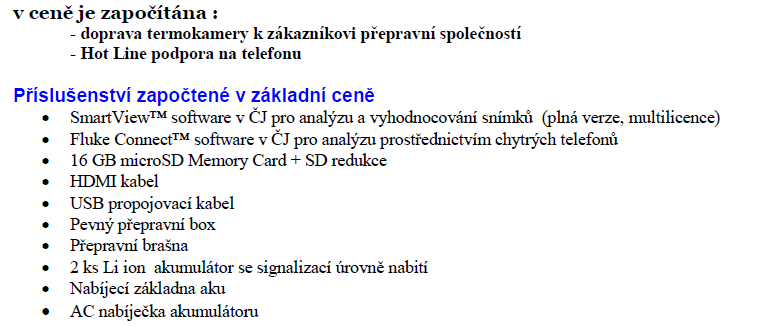 v ceně je započítána :
- doprava termokamery k zákazníkovi přepravní společností
- Hot Line podpora na telefonu
Příslušenství započtené v základní ceně
• SmartView™ software v ČJ pro analýzu a vyhodnocování snímků (plná verze, multilicence)
• Fluke Connect™ software v ČJ pro analýzu prostřednictvím chytrých telefonů
• 16 GB microSD Memory Card + SD redukce
• HDMI kabel
• USB propojovací kabel
• Pevný přepravní box
• Přepravní brašna
• 2 ks Li ion akumulátor se signalizací úrovně nabití
• Nabíjecí základna aku
• AC nabíječka akumulátoru